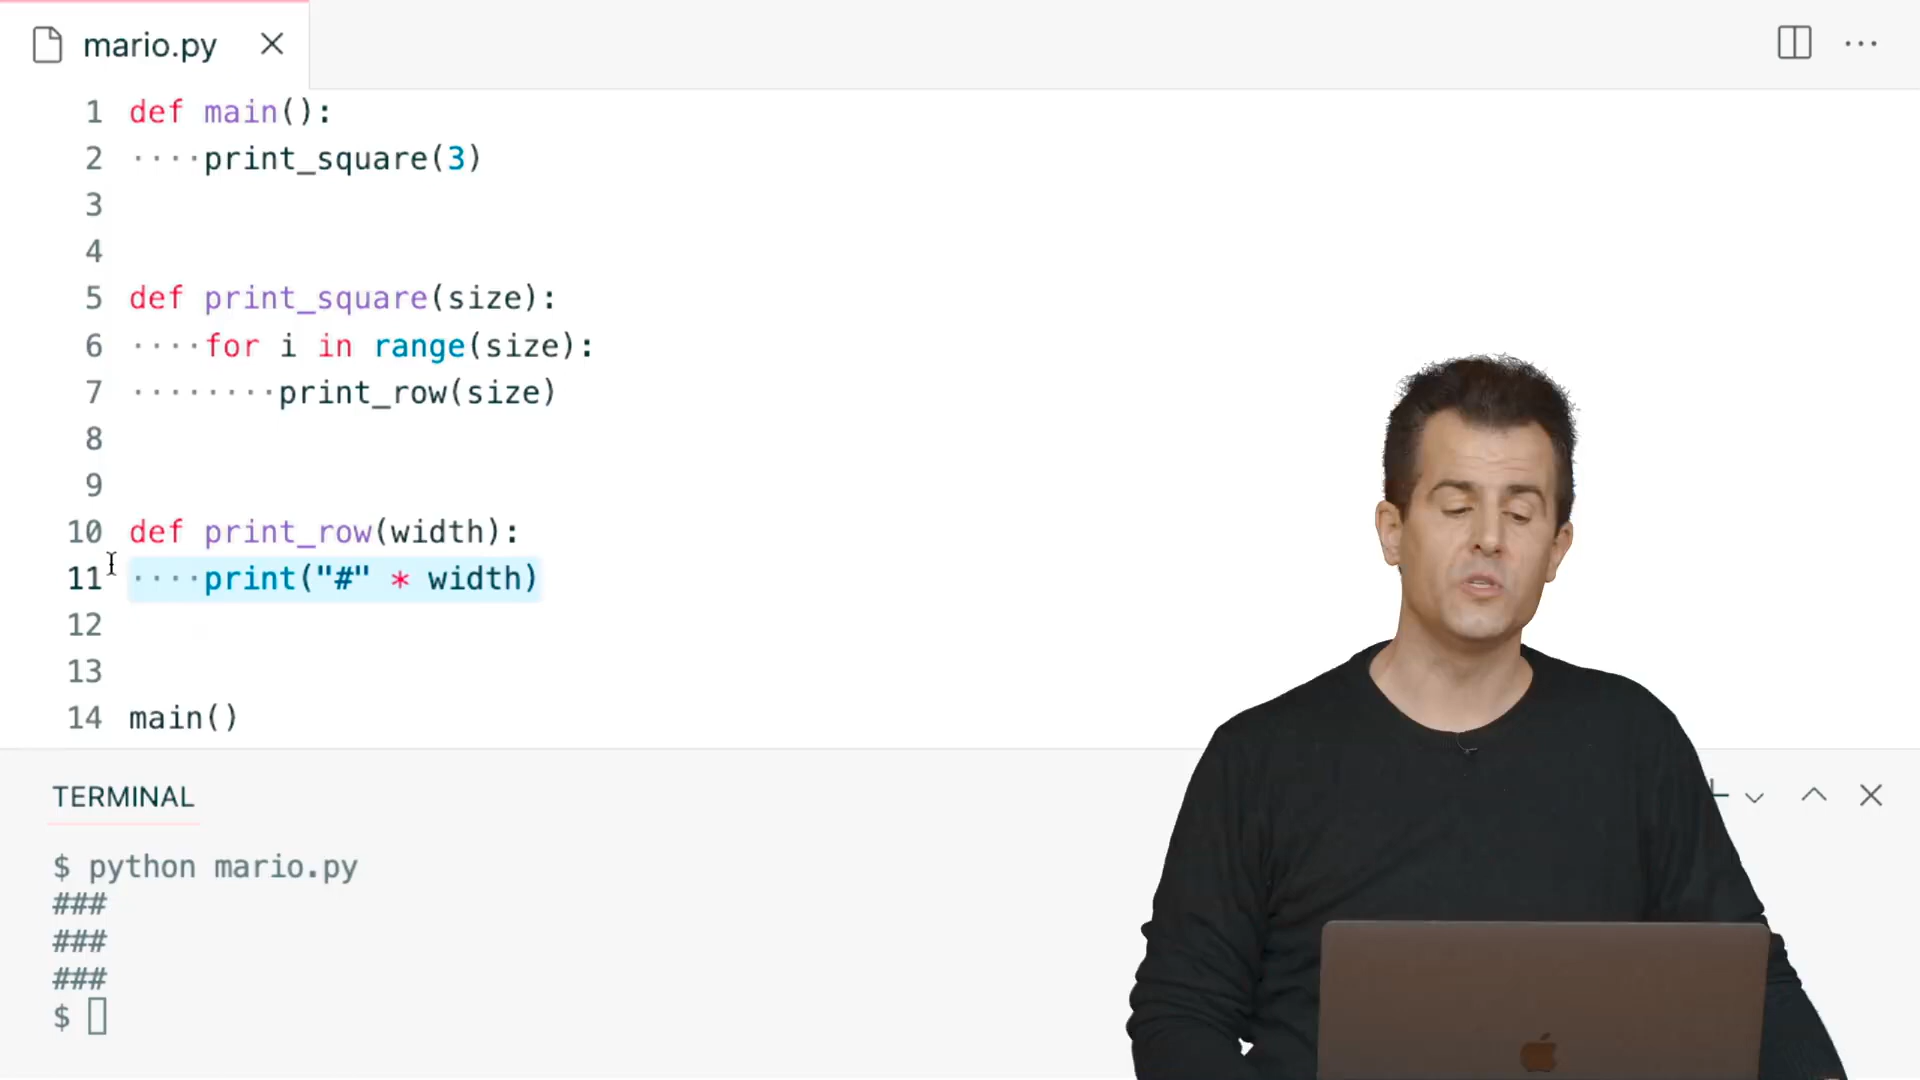 mario.py
1 def main():
2 ····print_square(3)
3
4
5 def print_square(size):
6 ····for i in range(size):
7 ········print_row(size)
8
9
10 def print_row(width):
11 ····print("#" * width)
12
13
14 main()
TERMINAL
$ python mario.py
###
###
###
$